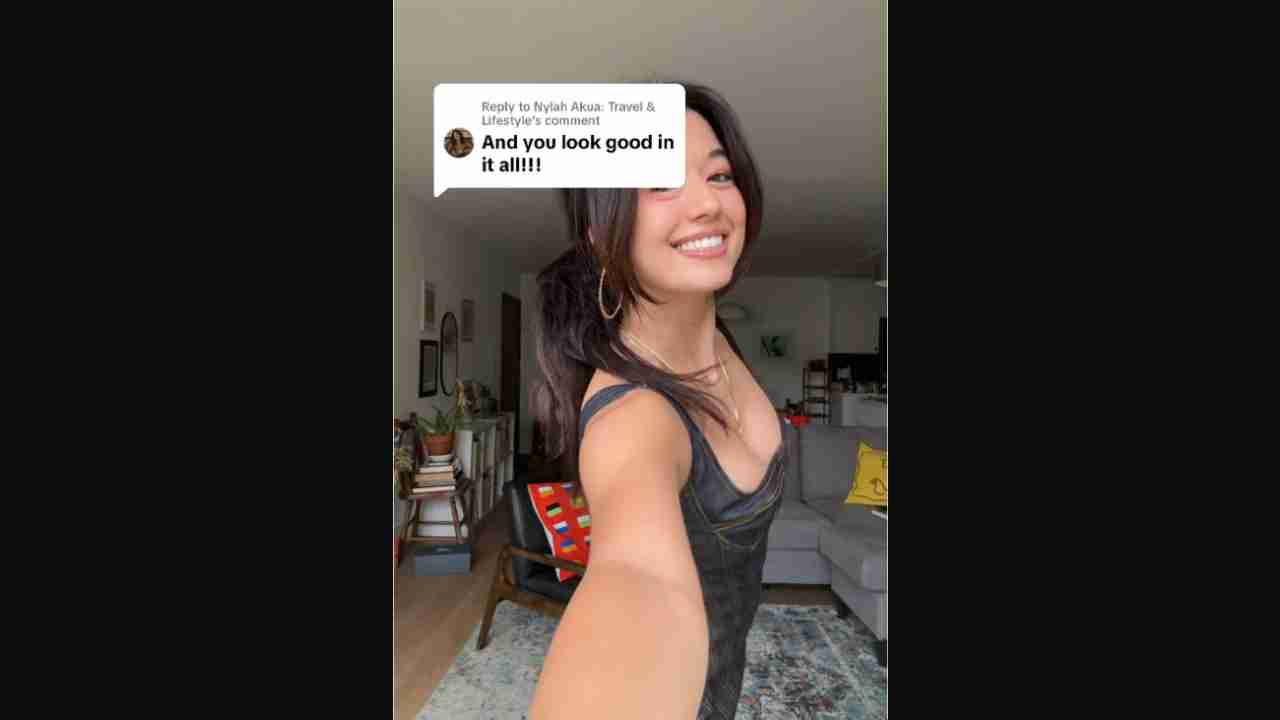 Reply to Nylah Akua: Travel &
Lifestyle's comment
And you look good in
it all!!!